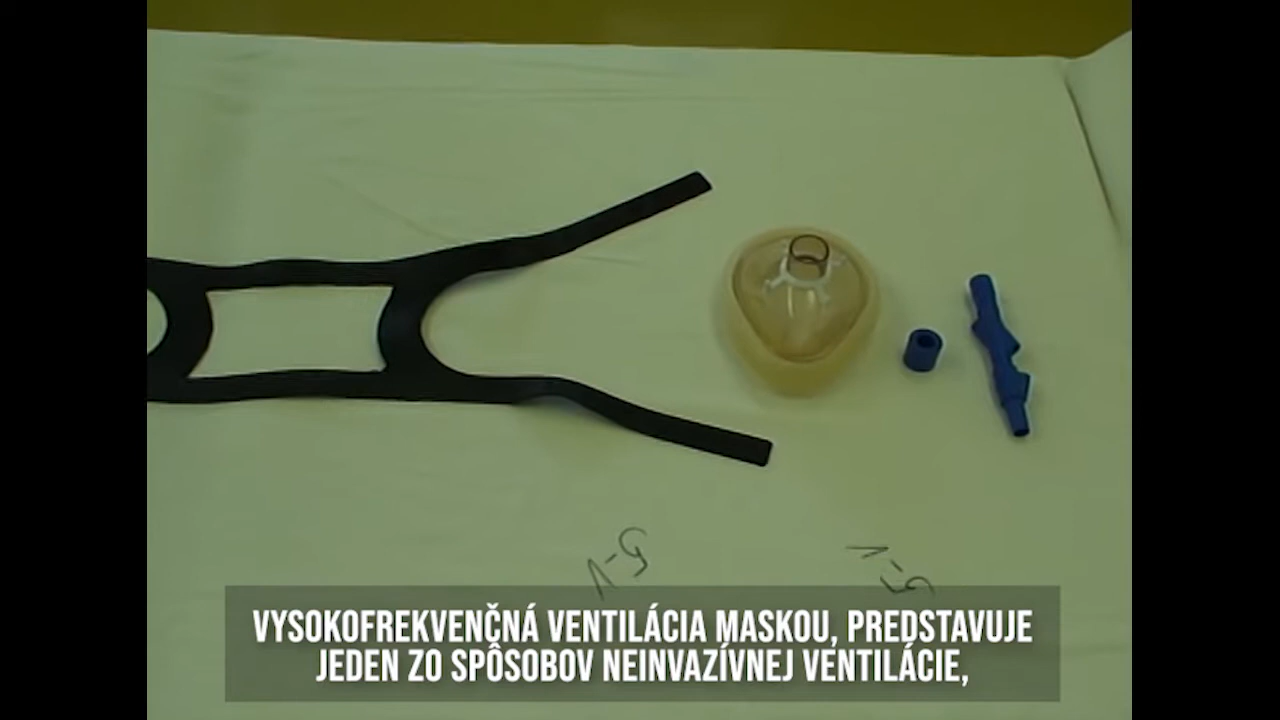 VYSOKOFREKVENČNÁ VENTILÁCIA MASKOU, PREDSTAVUJE
JEDEN ZO SPÔSOBOV NEINVAZÍVNEJ VENTILÁCIE,